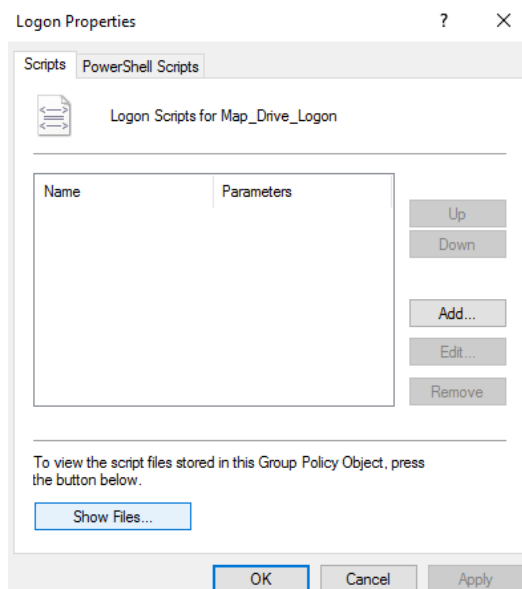 Logon Properties
?
Scripts
PowerShell Scripts
Logon Scripts for Map_Drive_Logon
Name
Parameters
Up
Down
Add...
Edit...
Remove
To view the script files stored in this Group Policy Object, press
the button below.
Show Files...
OK
Cancel
Apply